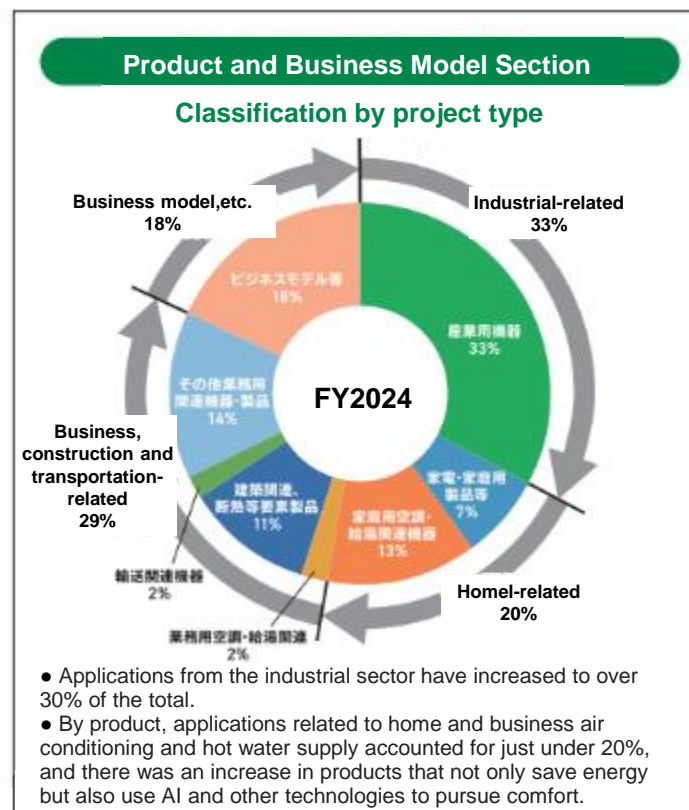 Product and Business Model Section
Classification by project type
Business model,etc.
18%
Industrial-related
33%
ビジネスモデル等
18%
産業用機器
33%
FY2024
その他業務用
関連機器・製品
14%
Business,
construction and
transportation-
related
29%
家電・家庭用
製品等
7%
建築関連、
断熱等要素製品
11%
家庭用空調・
給湯関連機器
13%
輸送関連機器
2%
業務用空調・給湯関連
2%
Homel-related
20%
● Applications from the industrial sector have increased to over
30% of the total.
● By product, applications related to home and business air
conditioning and hot water supply accounted for just under 20%,
and there was an increase in products that not only save energy
but also use AI and other technologies to pursue comfort.